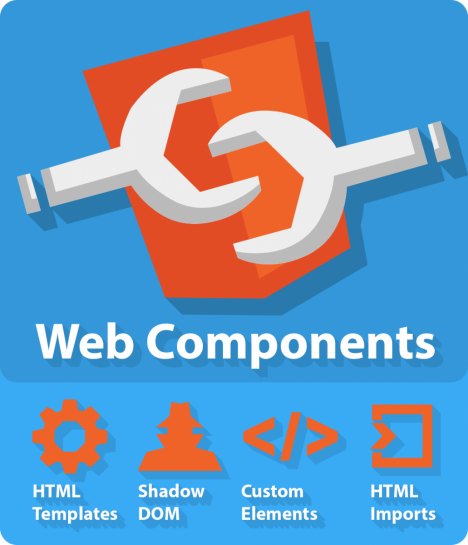 Web Components
HTML
Templates
Shadow
DOM
Custom
Elements
HTML
Imports